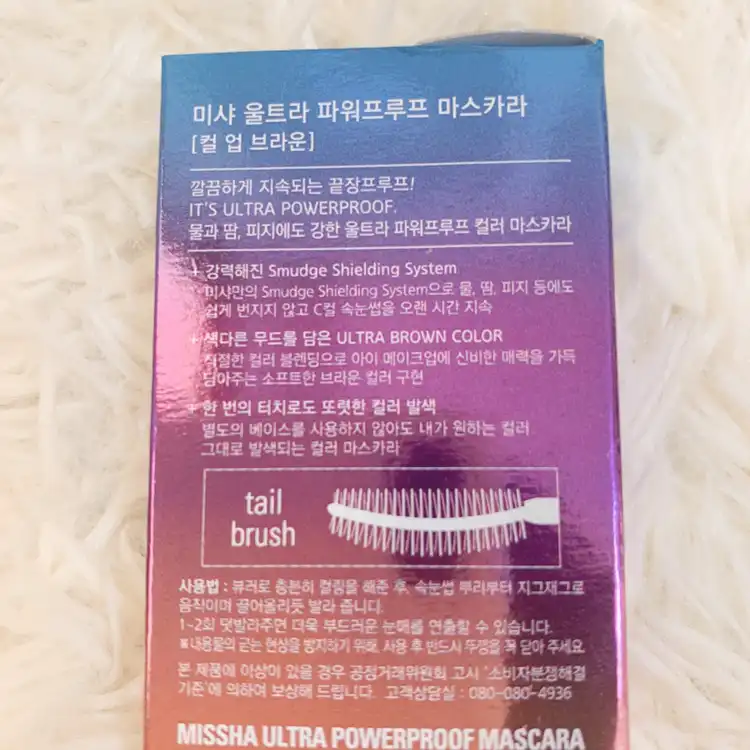 미샤 울트라 파워프루프 마스카라
[컬 업 브라운]
깔끔하게 지속되는 끝장프루프!
IT'S ULTRA POWERPROOF.
물과 땀, 피지에도 강한 울트라 파워프루프 컬러 마스카라
+ 강력해진 Smudge Shielding System
미샤만의 Smudge Shielding System으로 물, 땀, 피지 등에도
쉽게 번지지 않고 C컬 속눈썹을 오랜 시간 지속
+ 색다른 무드를 담은 ULTRA BROWN COLOR
적절한 컬러 블렌딩으로 아이 메이크업에 신비한 매력을 가득
담아주는 소프트한 브라운 컬러 구현
+ 한 번의 터치로도 또렷한 컬러 발색
별도의 베이스를 사용하지 않아도 내가 원하는 컬러
그대로 발색되는 컬러 마스카라
tail
brush
사용법 : 뷰러로 충분히 컬링을 해준 후, 속눈썹 뿌리부터 지그재그로
움직이며 끌어올리듯 발라 줍니다.
1~2회 덧발라주면 더욱 부드러운 눈매를 연출할 수 있습니다.
※내용물의 굳는 현상을 방지하기 위해, 사용 후 반드시 뚜껑을 꼭 닫아 주세요.
본 제품에 이상이 있을 경우 공정거래위원회 고시 '소비자분쟁해결
기준'에 의하여 보상해 드립니다. 고객상담실 : 080-080-4936
MISSHA ULTRA POWERPROOF MASCARA